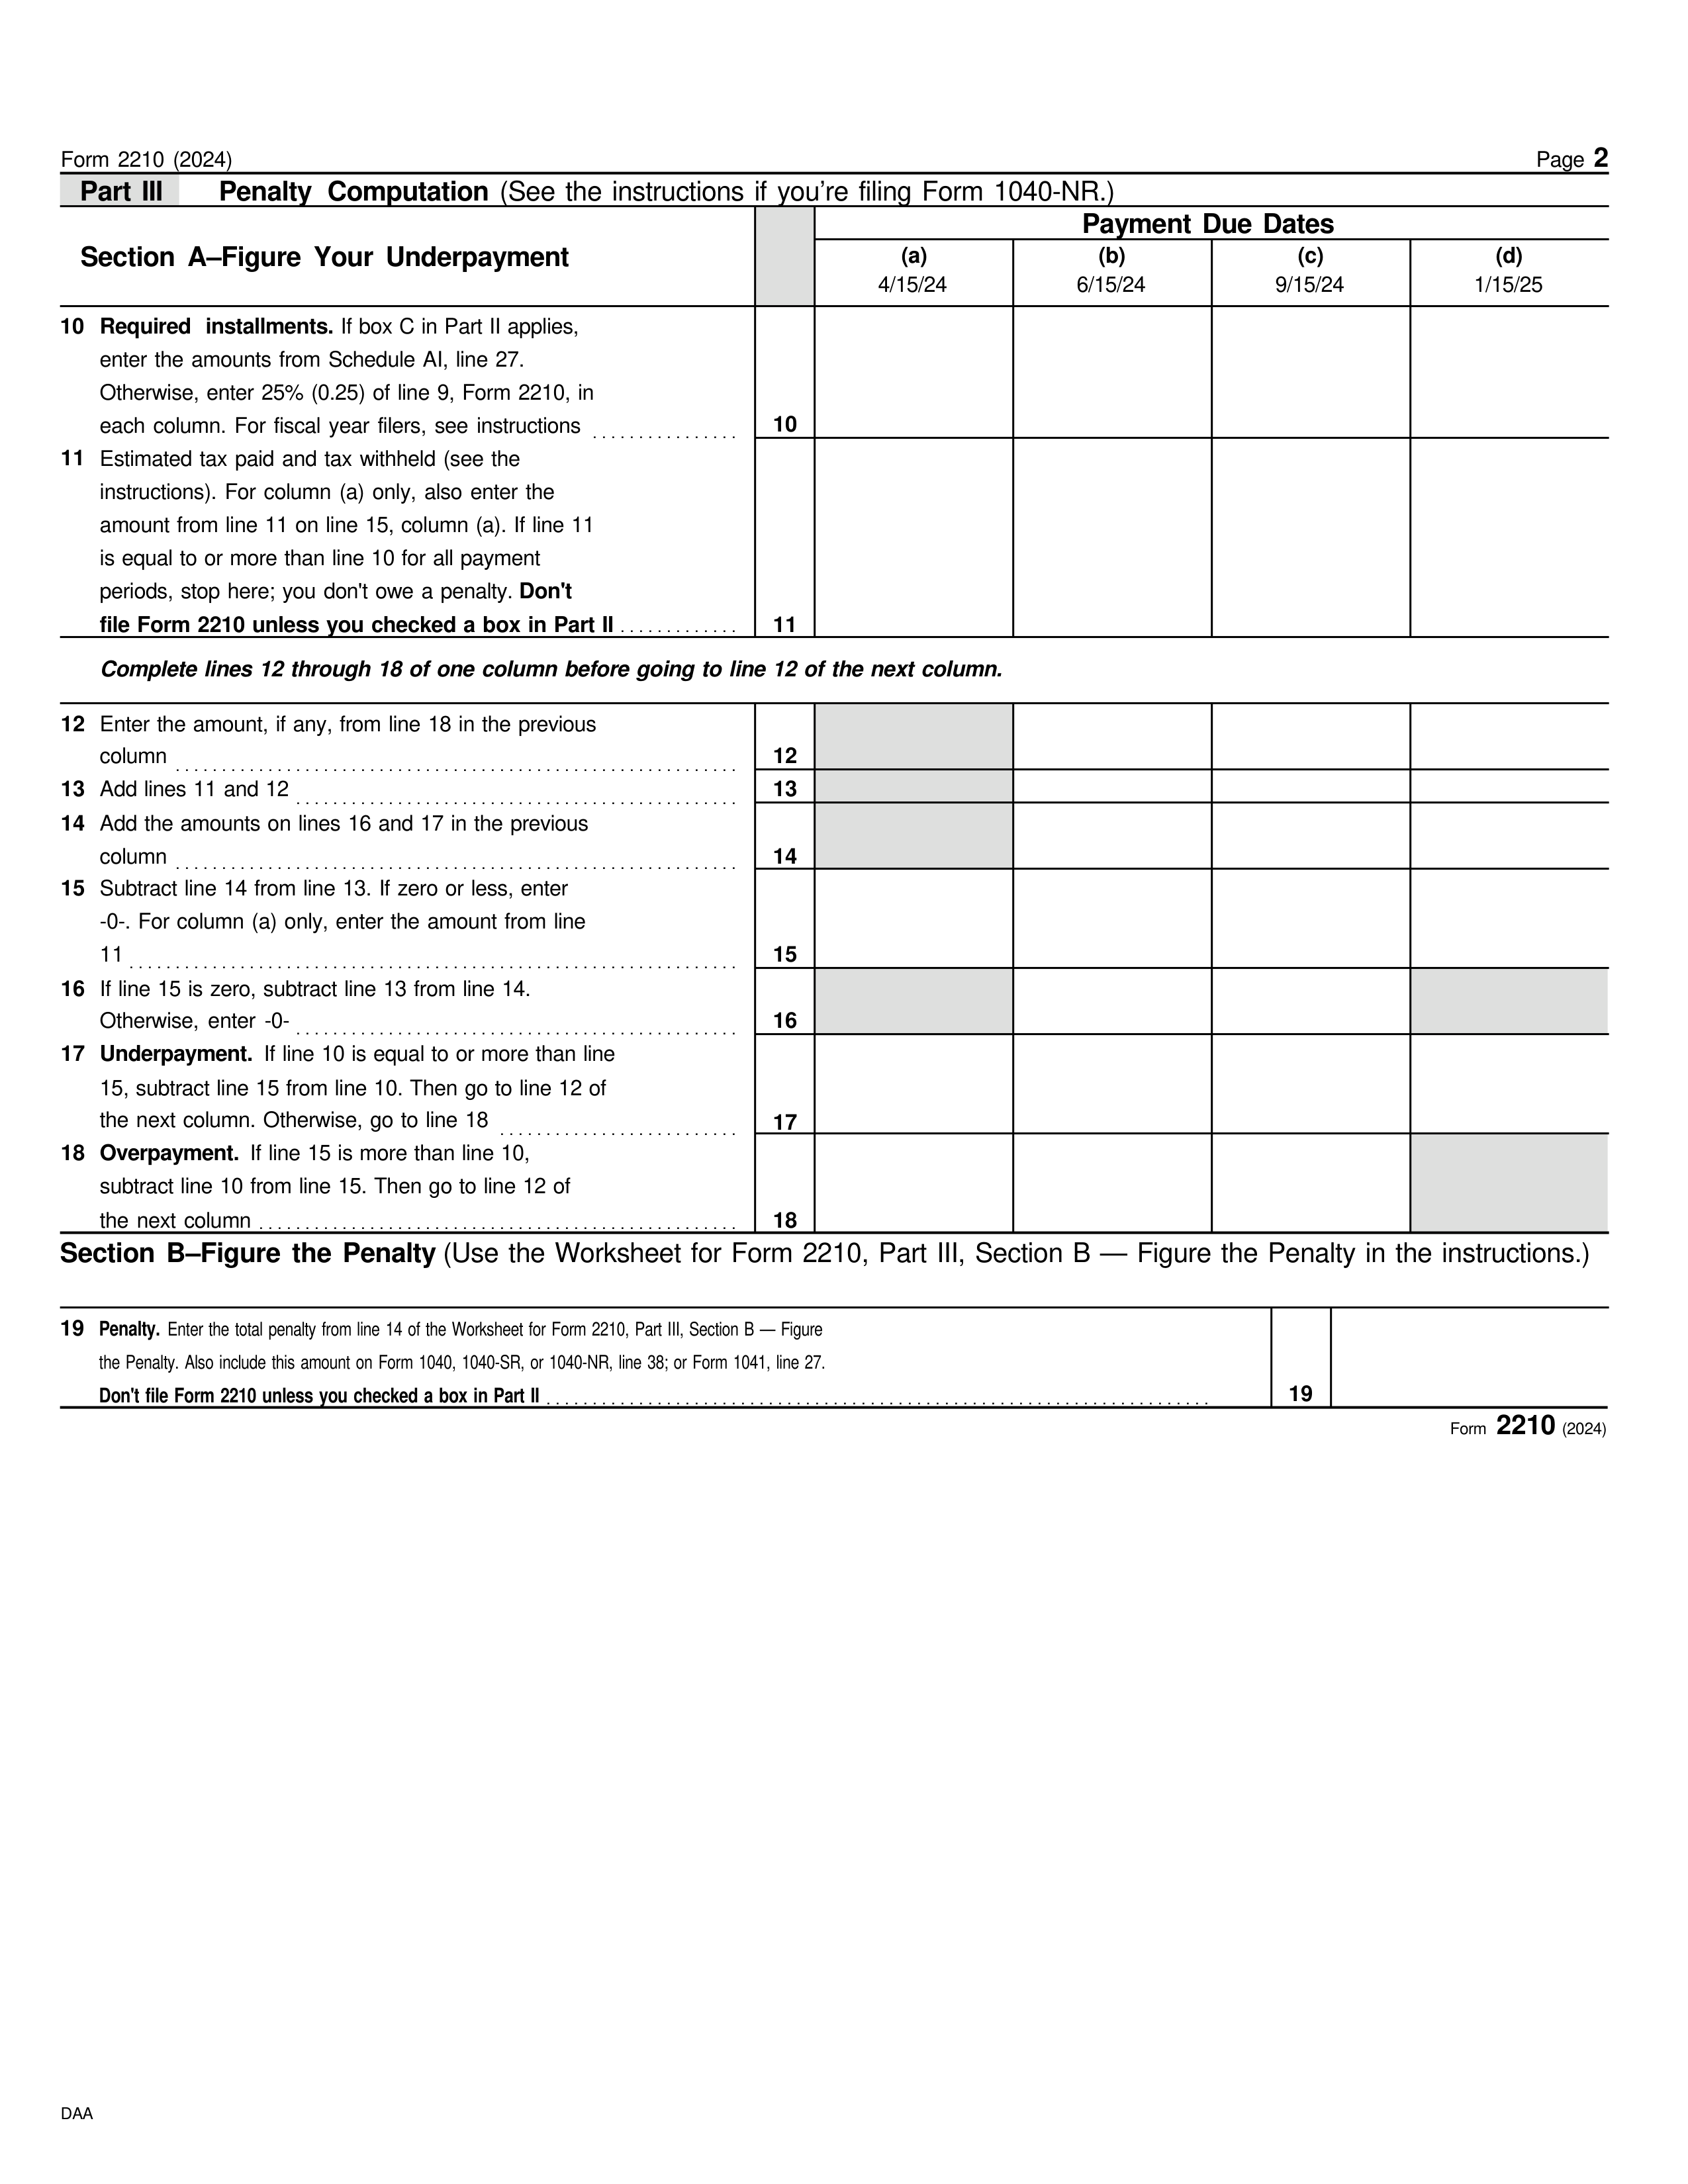 Form 2210 (2024) Page 2
Part III Penalty Computation (See the instructions if you’re filing Form 1040-NR.)
Payment Due Dates
Section A–Figure Your Underpayment
(a) (b) (c) (d)
4/15/24 6/15/24 9/15/24 1/15/25
10 Required installments. If box C in Part II applies,
enter the amounts from Schedule AI, line 27.
Otherwise, enter 25% (0.25) of line 9, Form 2210, in
each column. For fiscal year filers, see instructions ................ 10
11 Estimated tax paid and tax withheld (see the
instructions). For column (a) only, also enter the
amount from line 11 on line 15, column (a). If line 11
is equal to or more than line 10 for all payment
periods, stop here; you don't owe a penalty. Don't
file Form 2210 unless you checked a box in Part II ............. 11
Complete lines 12 through 18 of one column before going to line 12 of the next column.
12 Enter the amount, if any, from line 18 in the previous
column ............................................................. 12
13 Add lines 11 and 12 ................................................ 13
14 Add the amounts on lines 16 and 17 in the previous
column ............................................................. 14
15 Subtract line 14 from line 13. If zero or less, enter
-0-. For column (a) only, enter the amount from line
11 .................................................................. 15
16 If line 15 is zero, subtract line 13 from line 14.
Otherwise, enter -0- ................................................ 16
17 Underpayment. If line 10 is equal to or more than line
15, subtract line 15 from line 10. Then go to line 12 of
the next column. Otherwise, go to line 18 .......................... 17
18 Overpayment. If line 15 is more than line 10,
subtract line 10 from line 15. Then go to line 12 of
the next column .................................................... 18
Section B–Figure the Penalty (Use the Worksheet for Form 2210, Part III, Section B — Figure the Penalty in the instructions.)
19 Penalty. Enter the total penalty from line 14 of the Worksheet for Form 2210, Part III, Section B — Figure
the Penalty. Also include this amount on Form 1040, 1040-SR, or 1040-NR, line 38; or Form 1041, line 27.
Don't file Form 2210 unless you checked a box in Part II ........................................................................ 19
Form 2210 (2024)
DAA